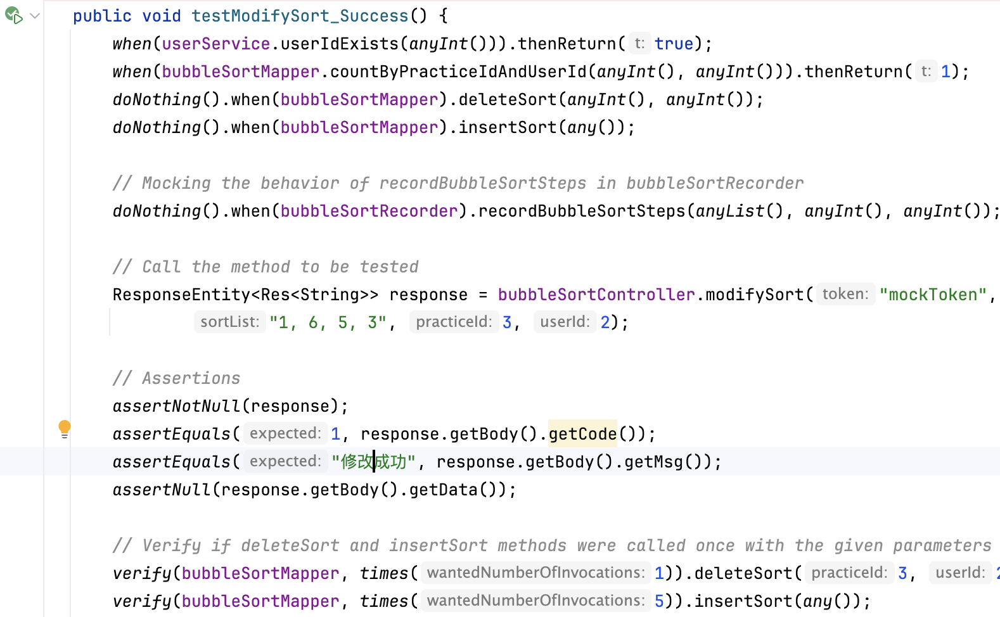 public void testModifySort_Success() {
when(userService.userIdExists(anyInt())).thenReturn( t: true);
when(bubbleSortMapper.countByPracticeIdAndUserId(anyInt(), anyInt())).thenReturn( t: 1);
doNothing().when(bubbleSortMapper).deleteSort(anyInt(), anyInt());
doNothing().when(bubbleSortMapper).insertSort(any());
// Mocking the behavior of recordBubbleSortSteps in bubbleSortRecorder
doNothing().when(bubbleSortRecorder).recordBubbleSortSteps(anyList(), anyInt(), anyInt());
// Call the method to be tested
ResponseEntity<Res<String>> response = bubbleSortController.modifySort( token: "mockToken",
sortList: "1, 6, 5, 3", practiceId: 3, userId: 2);
// Assertions
assertNotNull(response);
assertEquals( expected: 1, response.getBody().getCode());
assertEquals( expected: "修改成功", response.getBody().getMsg());
assertNull(response.getBody().getData());
// Verify if deleteSort and insertSort methods were called once with the given parameters
verify(bubbleSortMapper, times( wantedNumberOfInvocations: 1)).deleteSort( practiceId: 3, userId: 2
verify(bubbleSortMapper, times( wantedNumberOfInvocations: 5)).insertSort(any());